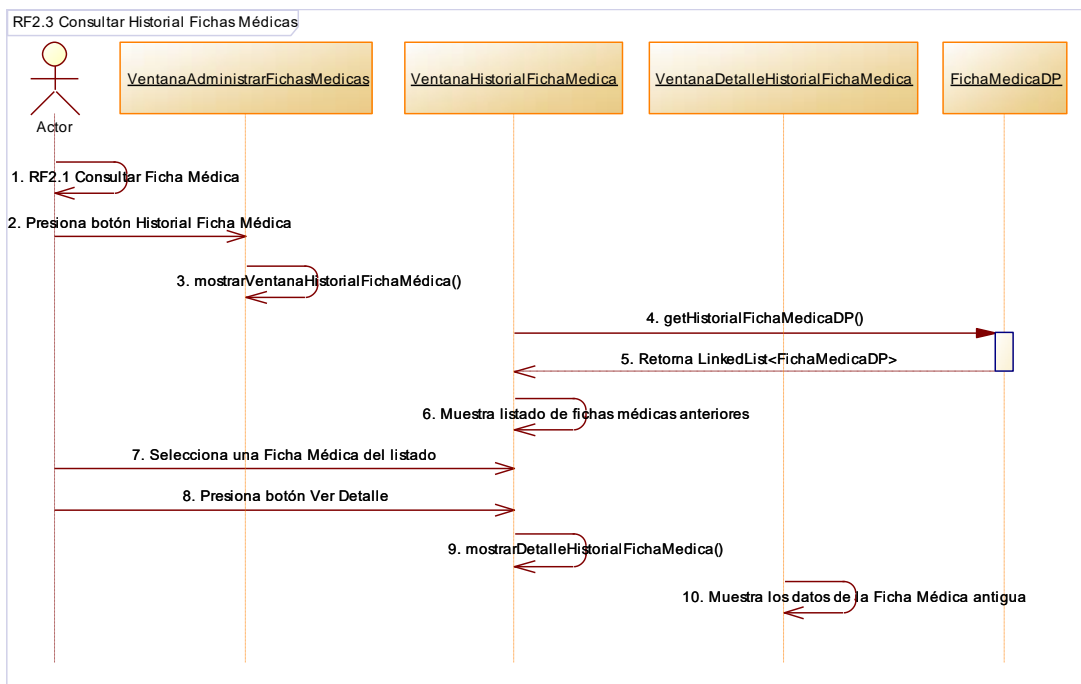 RF2.3 Consultar Historial Fichas Médicas
VentanaAdministrarFichasMedicas
VentanaHistorialFichaMedica
VentanaDetalleHistorialFichaMedica
FichaMedicaDP
Actor
1. RF2.1 Consultar Ficha Médica
2. Presiona botón Historial Ficha Médica
3. mostrarVentanaHistorialFichaMédica()
4. getHistorialFichaMedicaDP()
5. Retorna LinkedList<FichaMedicaDP>
6. Muestra listado de fichas médicas anteriores
7. Selecciona una Ficha Médica del listado
8. Presiona botón Ver Detalle
9. mostrarDetalleHistorialFichaMedica()
10. Muestra los datos de la Ficha Médica antigua